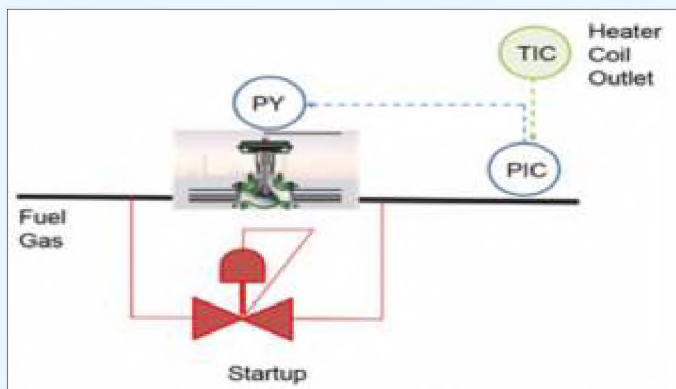 Heater
Coil
Outlet
TIC
PY
PIC
Fuel
Gas
Startup